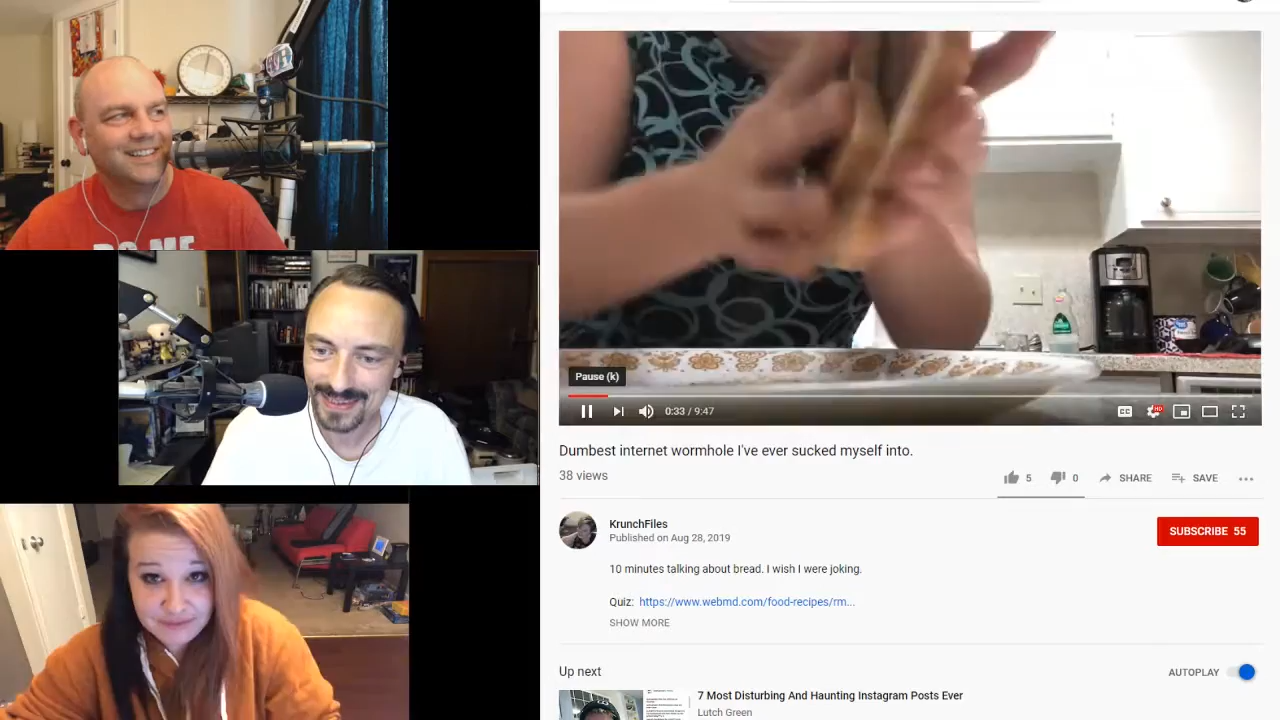 Pause (k)
0:33 / 9:47
CC
HD
Dumbest internet wormhole I've ever sucked myself into.
38 views
5
0
SHARE
SAVE
KrunchFiles
Published on Aug 28, 2019
SUBSCRIBE 55
10 minutes talking about bread. I wish I were joking.
Quiz: https://www.webmd.com/food-recipes/rm...
SHOW MORE
Up next
AUTOPLAY
7 Most Disturbing And Haunting Instagram Posts Ever
Lutch Green